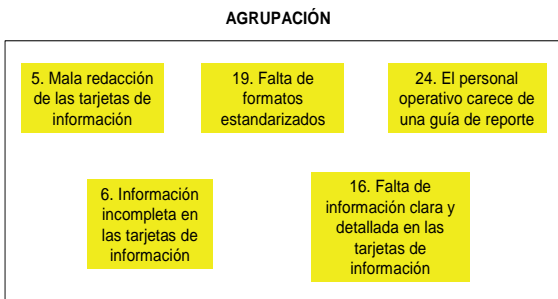 AGRUPACIÓN
5. Mala redacción
de las tarjetas de
información
19. Falta de
formatos
estandarizados
24. El personal
operativo carece de
una guía de reporte
6. Información
incompleta en
las tarjetas de
información
16. Falta de
información clara y
detallada en las
tarjetas de
información